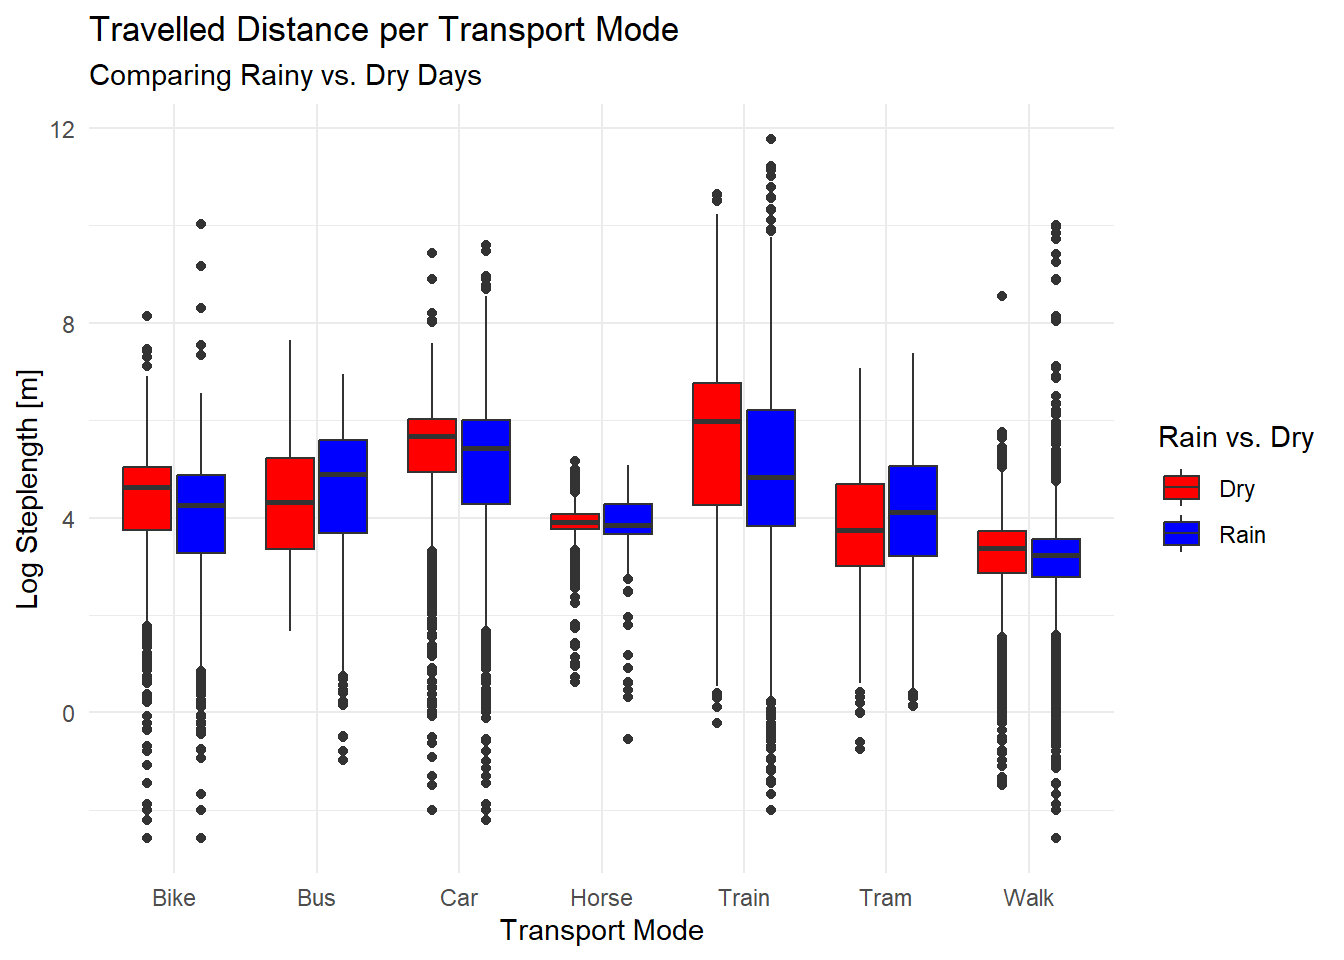 Travelled Distance per Transport Mode
Comparing Rainy vs. Dry Days
12
8
4
0
Log Steplength [m]
Bike Bus Car Horse Train Tram Walk
Transport Mode
Rain vs. Dry
Dry
Rain